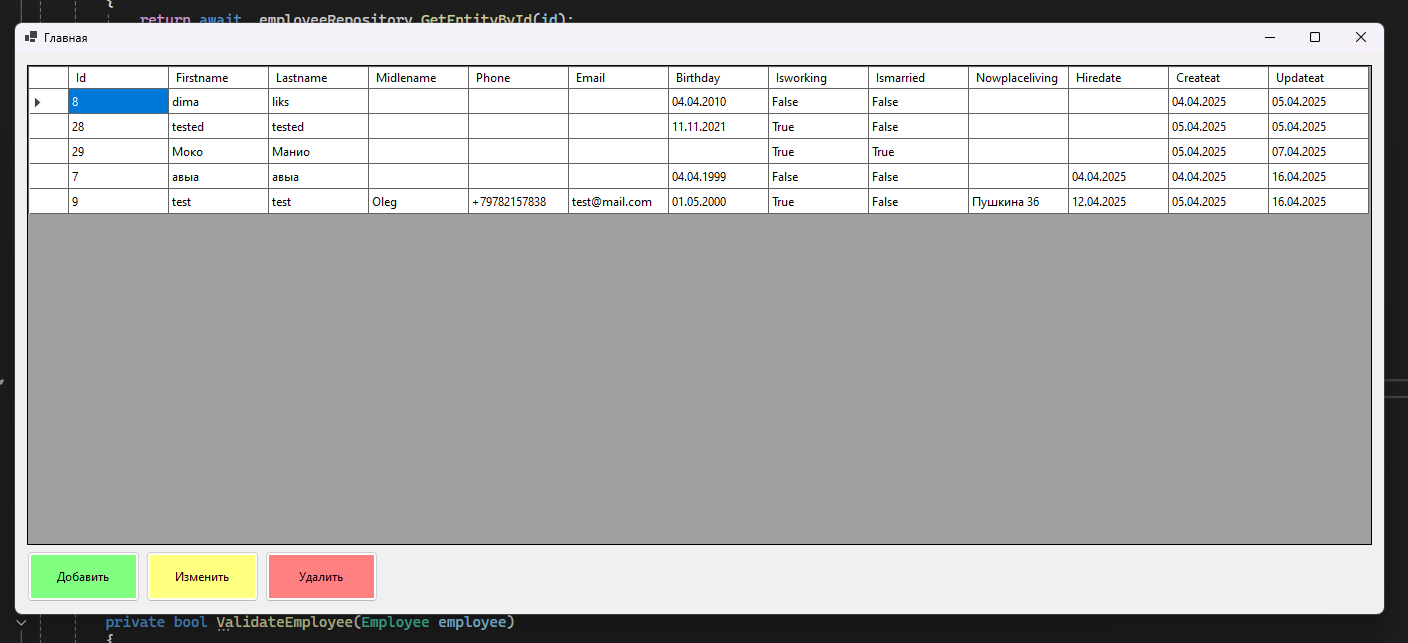 {
return await _employeeRepository.GetEntityById(id);
Главная
Id Firstname Lastname Midlename Phone Email Birthday Isworking Ismarried Nowplaceliving Hiredate Createat Updateat
8 dima liks 04.04.2010 False False 04.04.2025 05.04.2025
28 tested tested 11.11.2021 True False 05.04.2025 05.04.2025
29 Моко Манио True True 05.04.2025 07.04.2025
7 авыа авыа 04.04.1999 False False 04.04.2025 04.04.2025 16.04.2025
9 test test Oleg +79782157838 test@mail.com 01.05.2000 True False Пушкина 36 12.04.2025 05.04.2025 16.04.2025
Добавить Изменить Удалить
private bool ValidateEmployee(Employee employee)
{